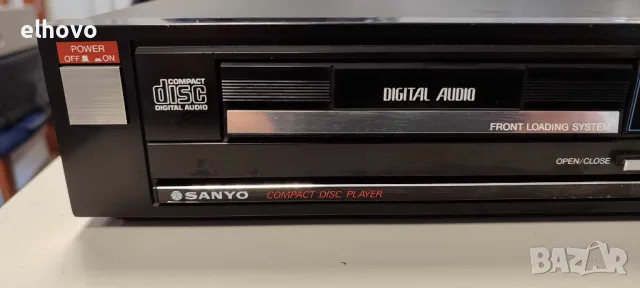 elhovo
POWER
OFF ON
COMPACT
disc
DIGITAL AUDIO
DIGITAL AUDIO
FRONT LOADING SYSTEM
OPEN/CLOSE
SANYO COMPACT DISC PLAYER
BAZAR